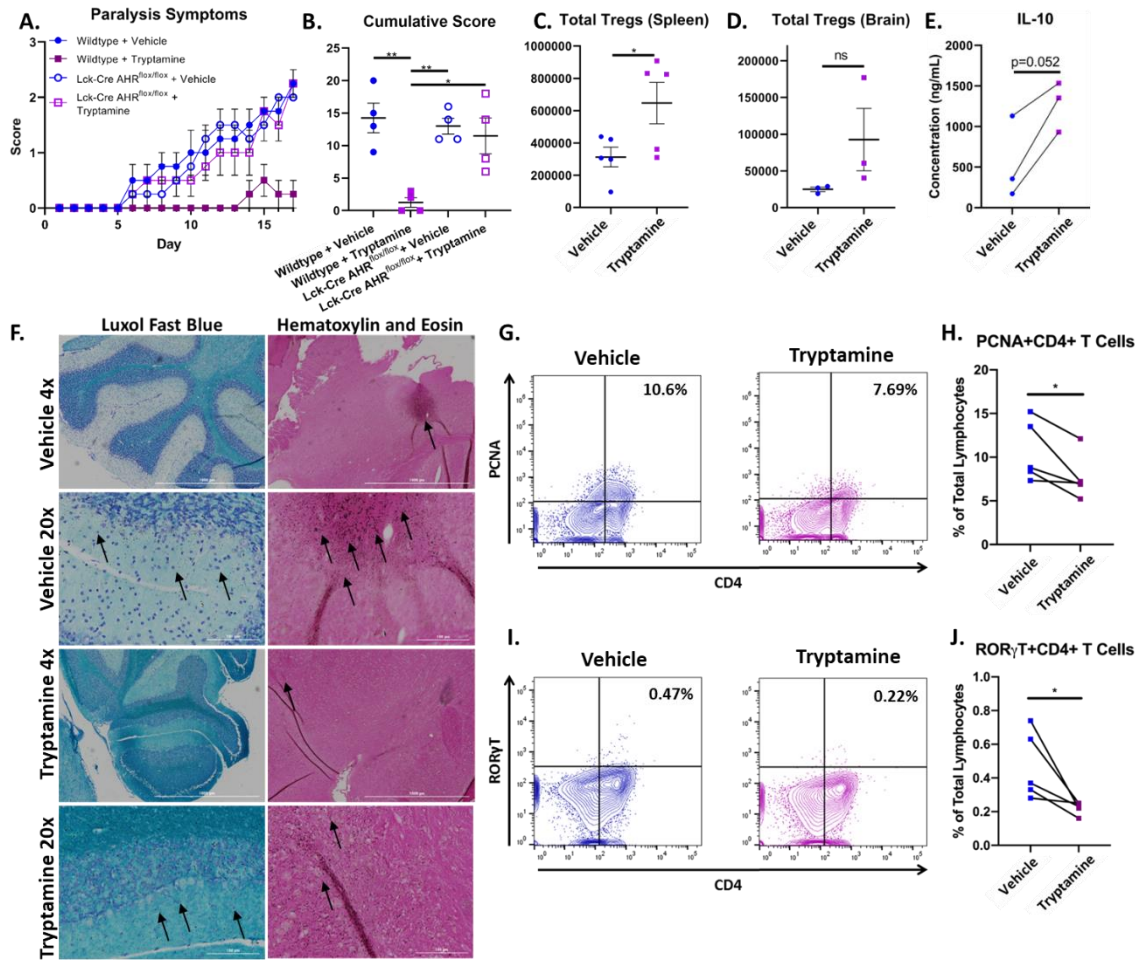 A.
Paralysis Symptoms
Wildtype + Vehicle
Wildtype + Tryptamine
Lck-Cre AHRflox/flox + Vehicle
Lck-Cre AHRflox/flox +
Tryptamine
Score
3
2
1
0
0
5
10
15
Day
B.
Cumulative Score
**
**
*
25
20
15
10
5
0
Wildtype + Vehicle
Wildtype + Tryptamine
Lck-Cre AHRflox/flox + Vehicle
Lck-Cre AHRflox/flox + Tryptamine
C.
Total Tregs (Spleen)
*
1000000
800000
600000
400000
200000
0
Vehicle
Tryptamine
D.
Total Tregs (Brain)
ns
200000
150000
100000
50000
0
Vehicle
Tryptamine
E.
IL-10
p=0.052
Concentration (ng/mL)
2000
1500
1000
500
0
Vehicle
Tryptamine
F.
Luxol Fast Blue
Hematoxylin and Eosin
Vehicle 4x
Vehicle 20x
Tryptamine 4x
Tryptamine 20x
G.
Vehicle
Tryptamine
10.6%
7.69%
PCNA
CD4
H.
PCNA+CD4+ T Cells
*
% of Total Lymphocytes
20
15
10
5
0
Vehicle
Tryptamine
I.
Vehicle
Tryptamine
0.47%
0.22%
RORγT
CD4
J.
RORγT+CD4+ T Cells
*
% of Total Lymphocytes
1.0
0.8
0.6
0.4
0.2
0.0
Vehicle
Tryptamine